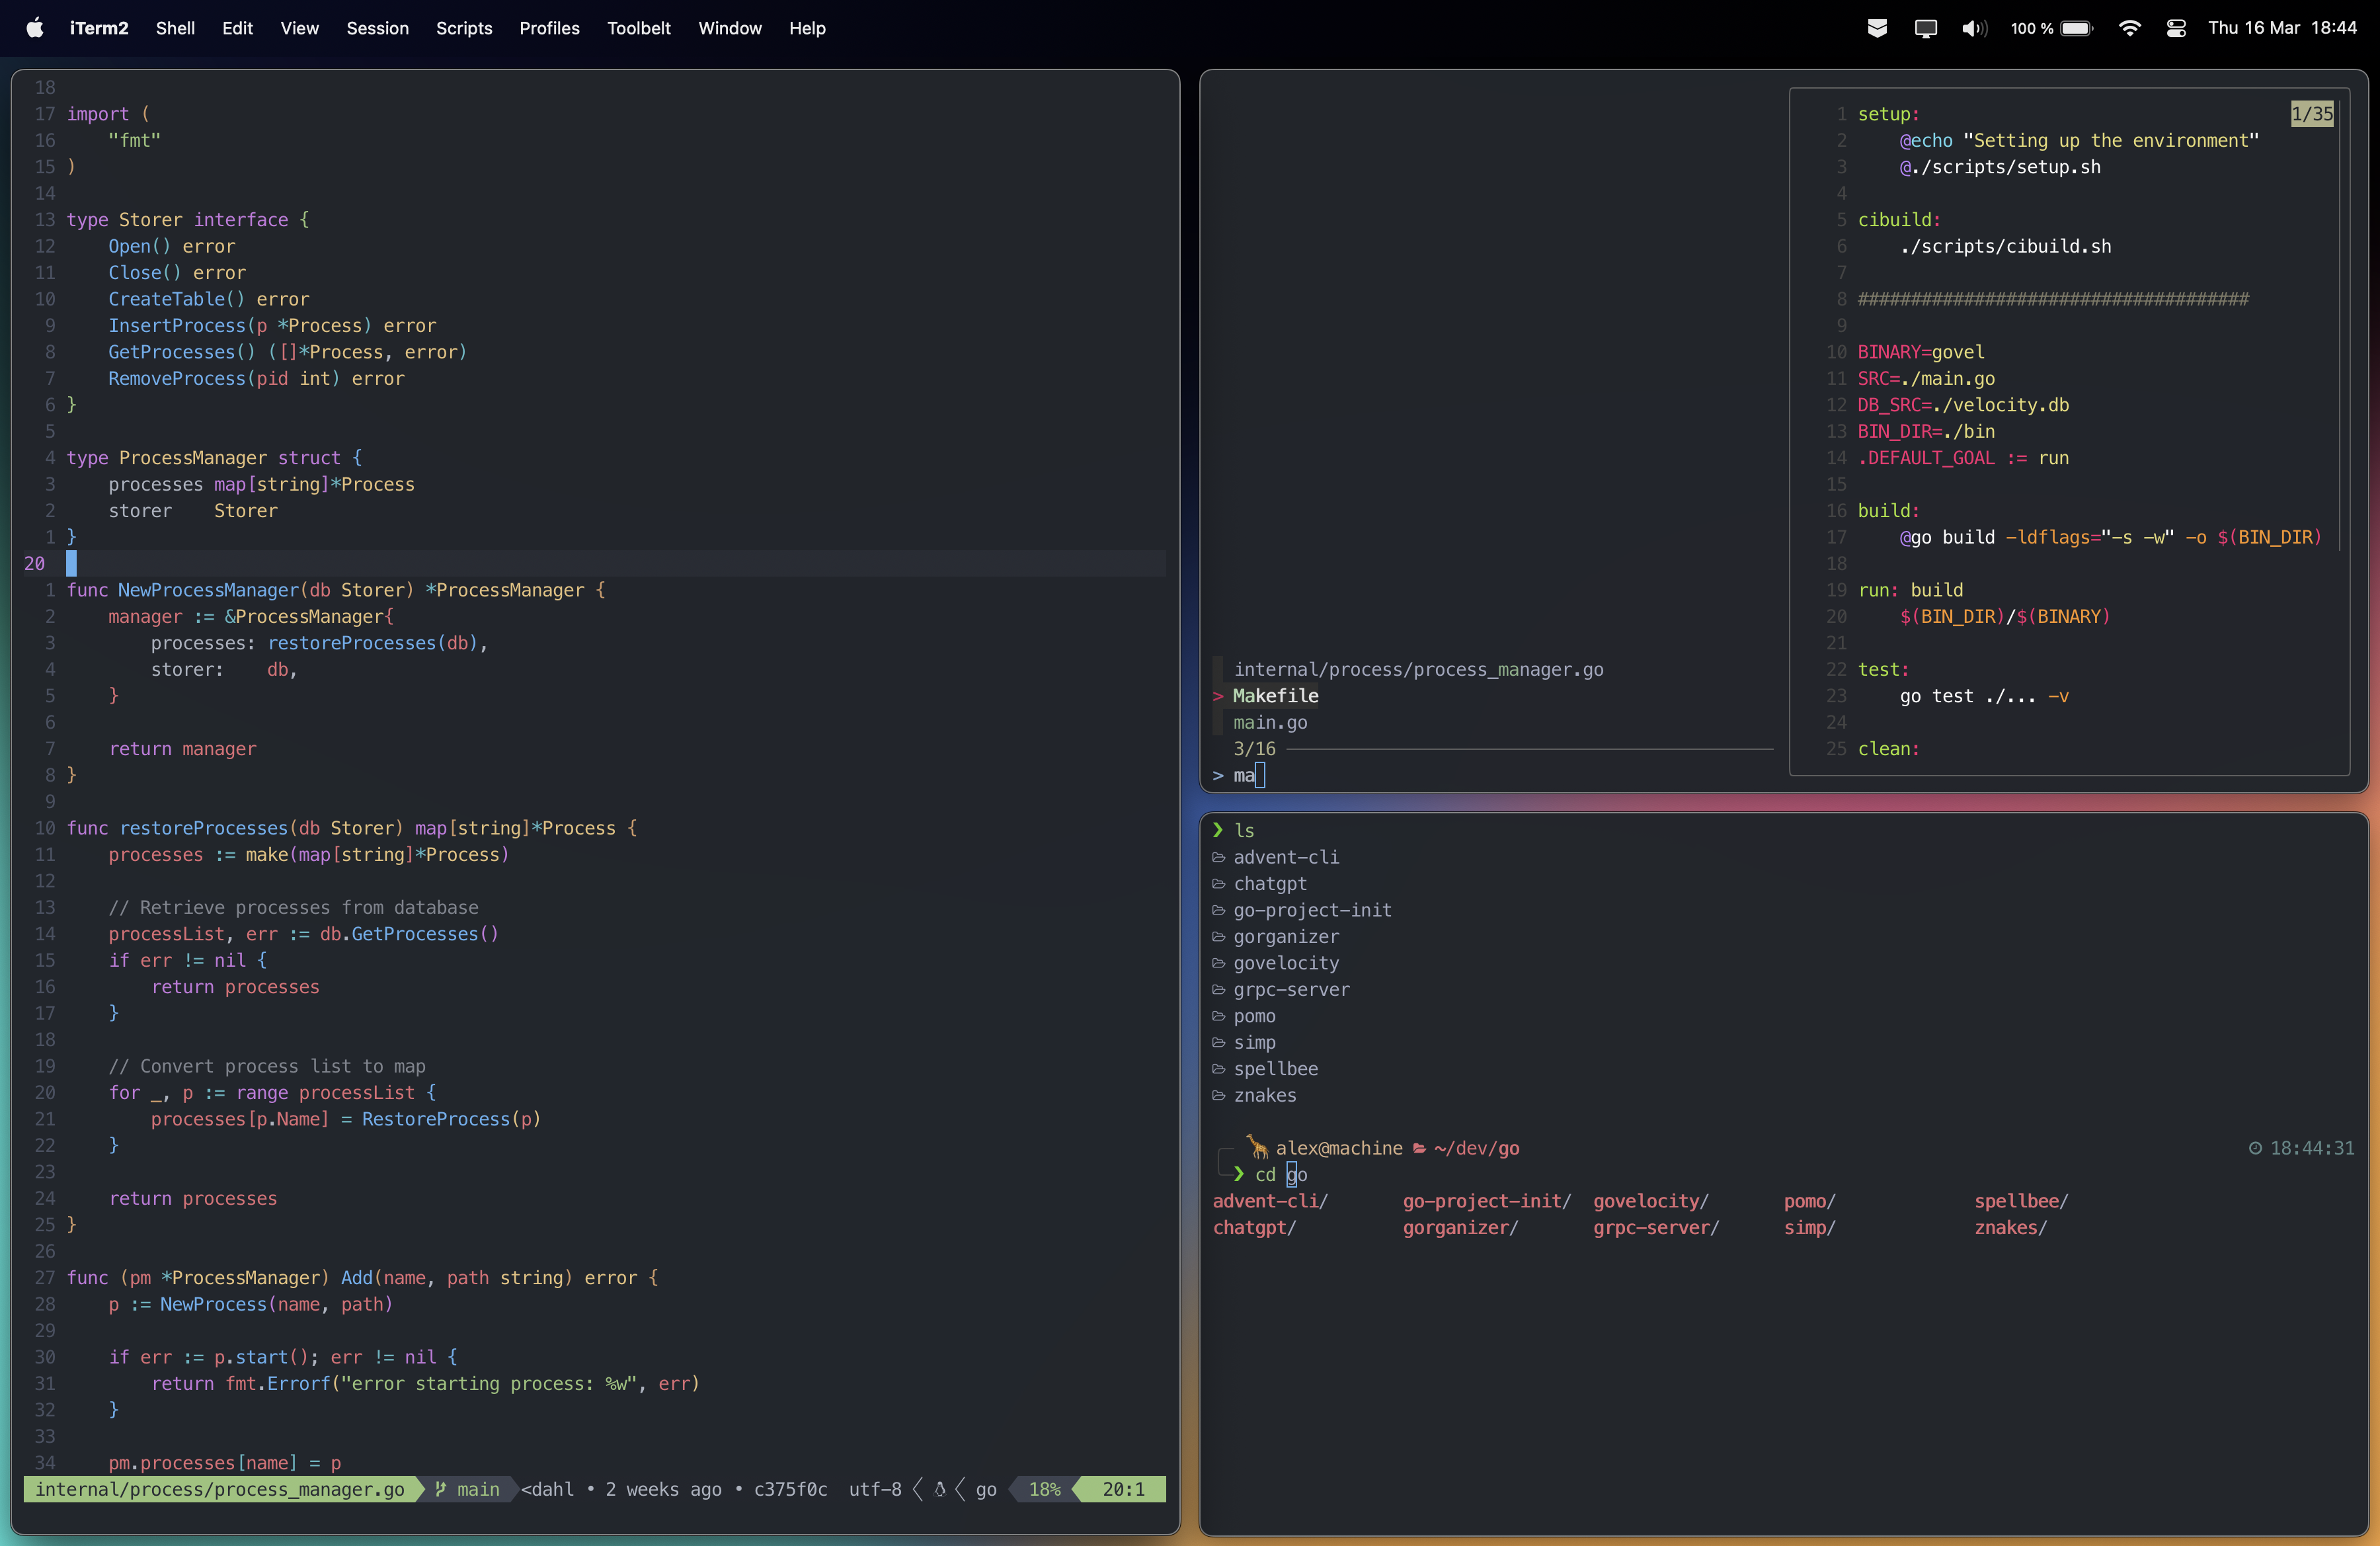 iTerm2 Shell Edit View Session Scripts Profiles Toolbelt Window Help 100 % Thu 16 Mar 18:44
18
17 import (
16     "fmt"
15 )
14
13 type Storer interface {
12     Open() error
11     Close() error
10     CreateTable() error
9     InsertProcess(p *Process) error
8     GetProcesses() ([]*Process, error)
7     RemoveProcess(pid int) error
6 }
5
4 type ProcessManager struct {
3     processes map[string]*Process
2     storer    Storer
1 }
20
1 func NewProcessManager(db Storer) *ProcessManager {
2     manager := &ProcessManager{
3         processes: restoreProcesses(db),
4         storer:    db,
5     }
6
7     return manager
8 }
9
10 func restoreProcesses(db Storer) map[string]*Process {
11     processes := make(map[string]*Process)
12
13     // Retrieve processes from database
14     processList, err := db.GetProcesses()
15     if err != nil {
16         return processes
17     }
18
19     // Convert process list to map
20     for _, p := range processList {
21         processes[p.Name] = RestoreProcess(p)
22     }
23
24     return processes
25 }
26
27 func (pm *ProcessManager) Add(name, path string) error {
28     p := NewProcess(name, path)
29
30     if err := p.start(); err != nil {
31         return fmt.Errorf("error starting process: %w", err)
32     }
33
34     pm.processes[name] = p
internal/process/process_manager.go main <dahl • 2 weeks ago • c375f0c utf-8 go 18% 20:1
internal/process/process_manager.go
> Makefile
main.go
3/16
> ma
1 setup: 1/35
2     @echo "Setting up the environment"
3     @./scripts/setup.sh
4
5 cibuild:
6     ./scripts/cibuild.sh
7
8 #####################################
9
10 BINARY=govel
11 SRC=./main.go
12 DB_SRC=./velocity.db
13 BIN_DIR=./bin
14 .DEFAULT_GOAL := run
15
16 build:
17     @go build -ldflags="-s -w" -o $(BIN_DIR)
18
19 run: build
20     $(BIN_DIR)/$(BINARY)
21
22 test:
23     go test ./... -v
24
25 clean:
❯ ls
advent-cli
chatgpt
go-project-init
gorganizer
govelocity
grpc-server
pomo
simp
spellbee
znakes
alex@machine ~/dev/go 18:44:31
❯ cd go
advent-cli/ go-project-init/ govelocity/ pomo/ spellbee/
chatgpt/ gorganizer/ grpc-server/ simp/ znakes/